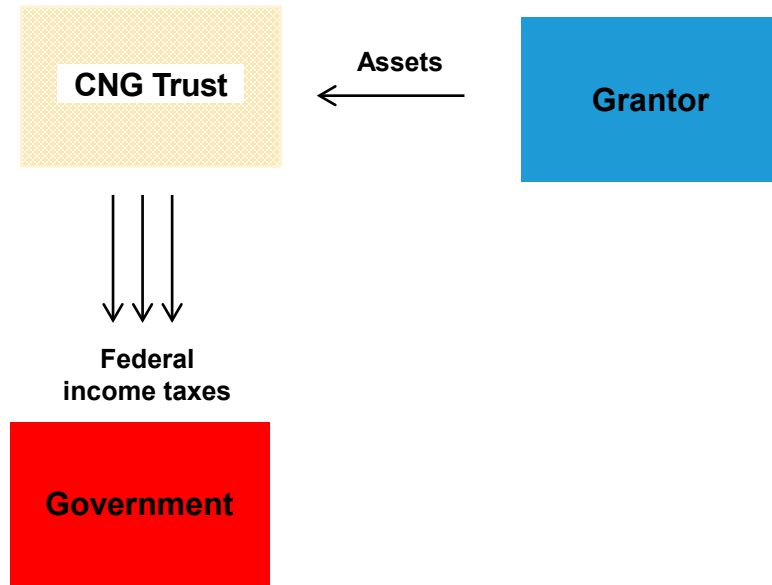 CNG Trust
Assets
Grantor
Federal
income taxes
Government